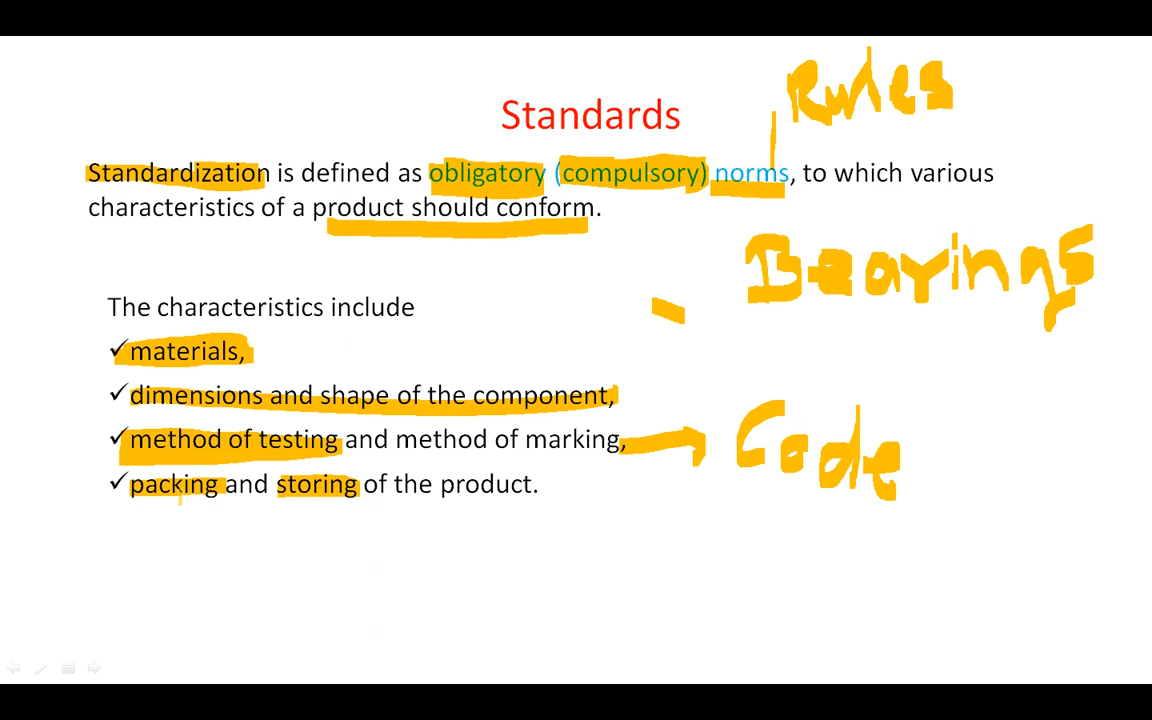 Rules
Standards
Standardization is defined as obligatory (compulsory) norms, to which various
characteristics of a product should conform.
Bearings
The characteristics include
✓materials,
✓dimensions and shape of the component,
✓method of testing and method of marking,
Code
✓packing and storing of the product.